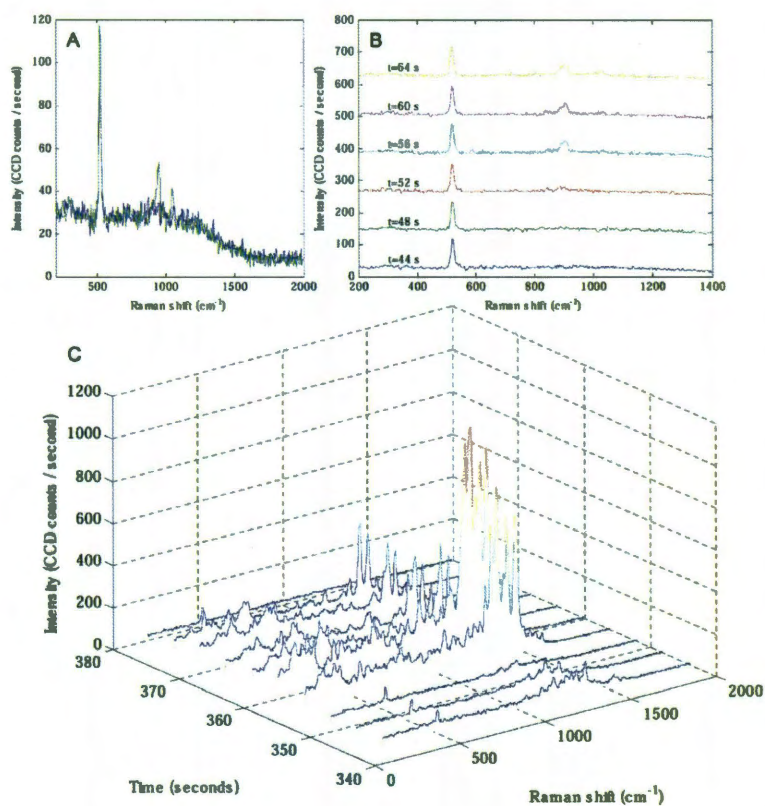 A
120
100
80
60
40
20
0
500
1000
1500
2000
Intensity (CCD counts / second)
Raman shift (cm⁻¹)
B
800
700
600
500
400
300
200
100
0
t=64 s
t=60 s
t=56 s
t=52 s
t=48 s
t=44 s
200
400
600
800
1000
1200
1400
Intensity (CCD counts / second)
Raman shift (cm⁻¹)
C
1200
1000
800
600
400
200
0
Intensity (CCD counts / second)
380
370
360
350
340
Time (seconds)
0
500
1000
1500
2000
Raman shift (cm⁻¹)